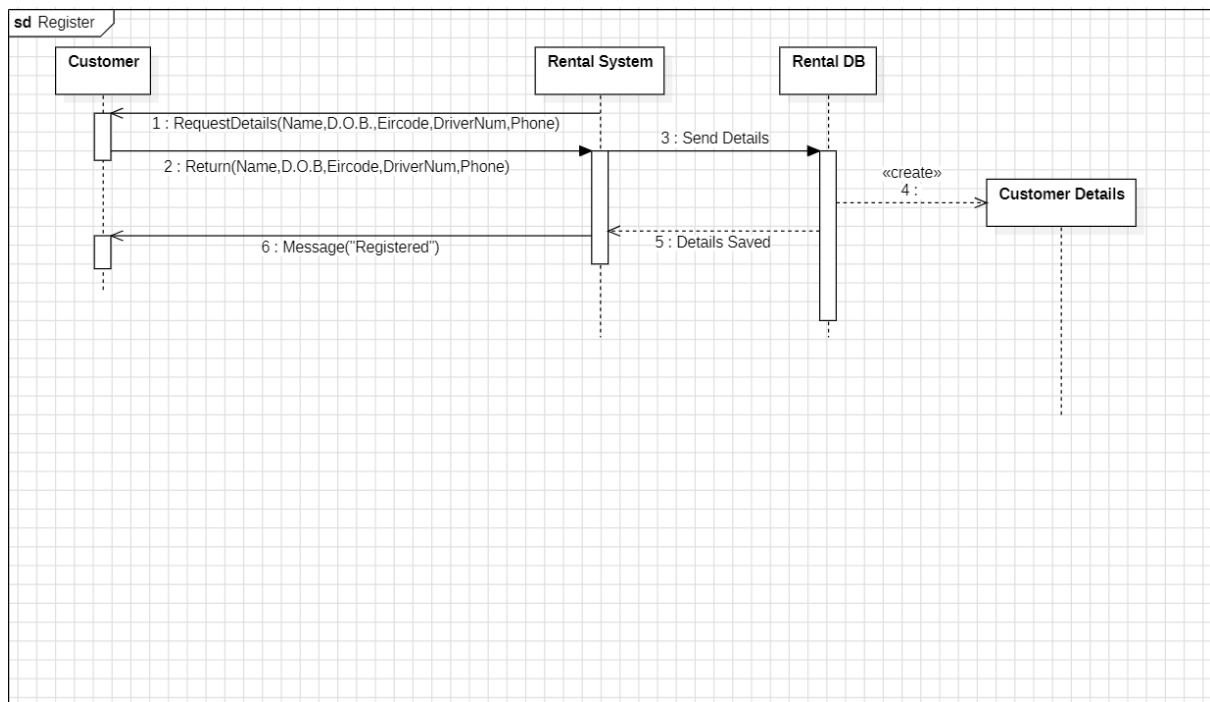 sd Register
Customer
Rental System
Rental DB
1 : RequestDetails(Name,D.O.B.,Eircode,DriverNum,Phone)
3 : Send Details
2 : Return(Name,D.O.B,Eircode,DriverNum,Phone)
«create»
4 :
Customer Details
6 : Message("Registered")
5 : Details Saved